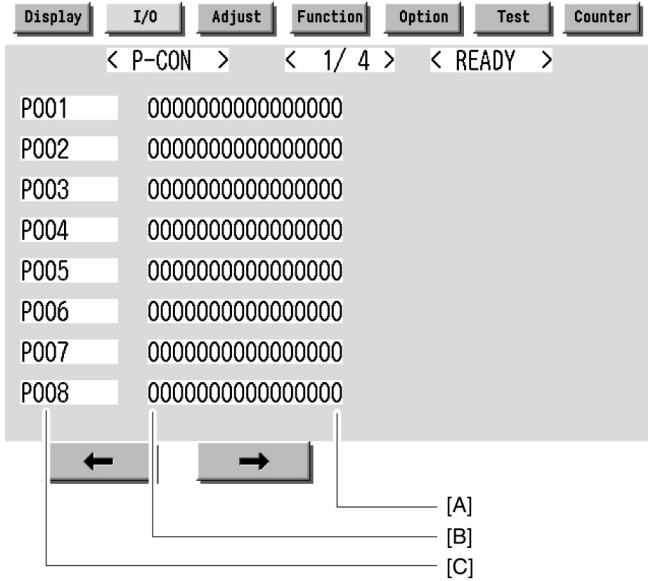 Display I/O Adjust Function Option Test Counter
< P-CON > < 1/ 4 > < READY >
P001 0000000000000000
P002 0000000000000000
P003 0000000000000000
P004 0000000000000000
P005 0000000000000000
P006 0000000000000000
P007 0000000000000000
P008 0000000000000000
← →
[A]
[B]
[C]